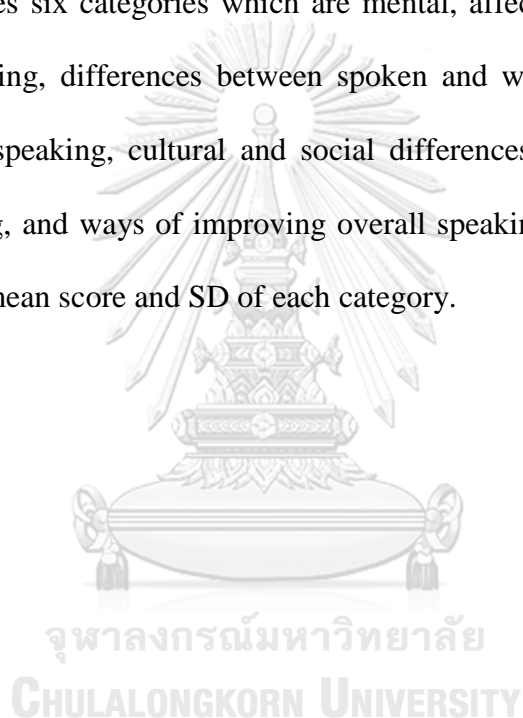 es six categories which are mental, affec
ing, differences between spoken and w
speaking, cultural and social differences
g, and ways of improving overall speakin
mean score and SD of each category.
จุฬาลงกรณ์มหาวิทยาลัย
CHULALONGKORN UNIVERSITY